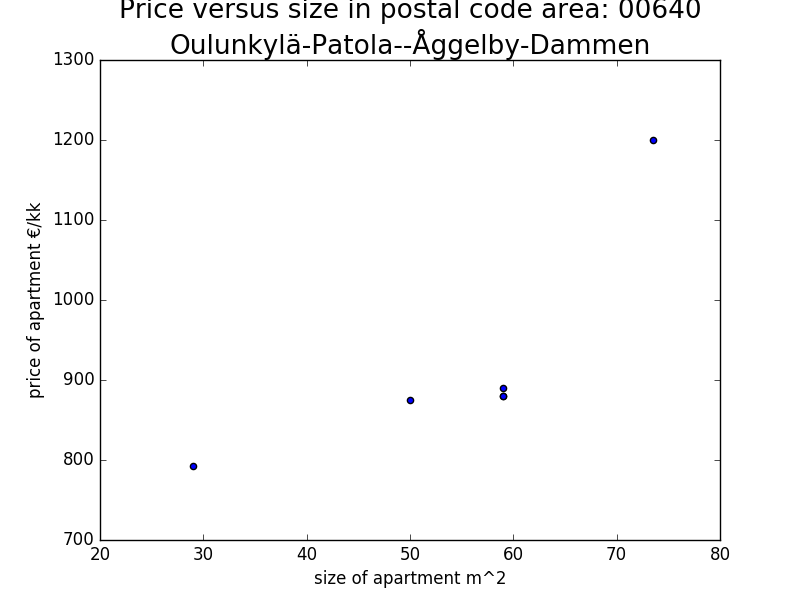 Price versus size in postal code area: 00640
Oulunkylä-Patola--Åggelby-Dammen
1300
1200
1100
1000
900
800
700
price of apartment €/kk
20 30 40 50 60 70 80
size of apartment m^2